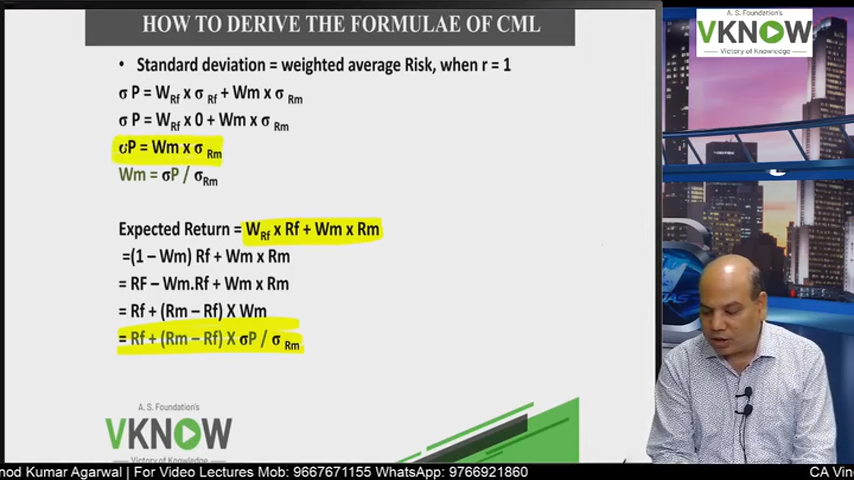 HOW TO DERIVE THE FORMULAE OF CML
A. S. Foundation's
VKNOW
Victory of Knowledge
• Standard deviation = weighted average Risk, when r = 1
σ P = WRf x σ Rf + Wm x σ Rm
σ P = WRf x 0 + Wm x σ Rm
σP = Wm x σ Rm
Wm = σP / σRm
Expected Return = WRf x Rf + Wm x Rm
=(1 – Wm) Rf + Wm x Rm
= RF – Wm.Rf + Wm x Rm
= Rf + (Rm – Rf) X Wm
= Rf + (Rm – Rf) X σP / σ Rm
A. S. Foundation's
VKNOW
Victory of Knowledge
nod Kumar Agarwal | For Video Lectures Mob: 9667671155 WhatsApp: 9766921860 CA Vin